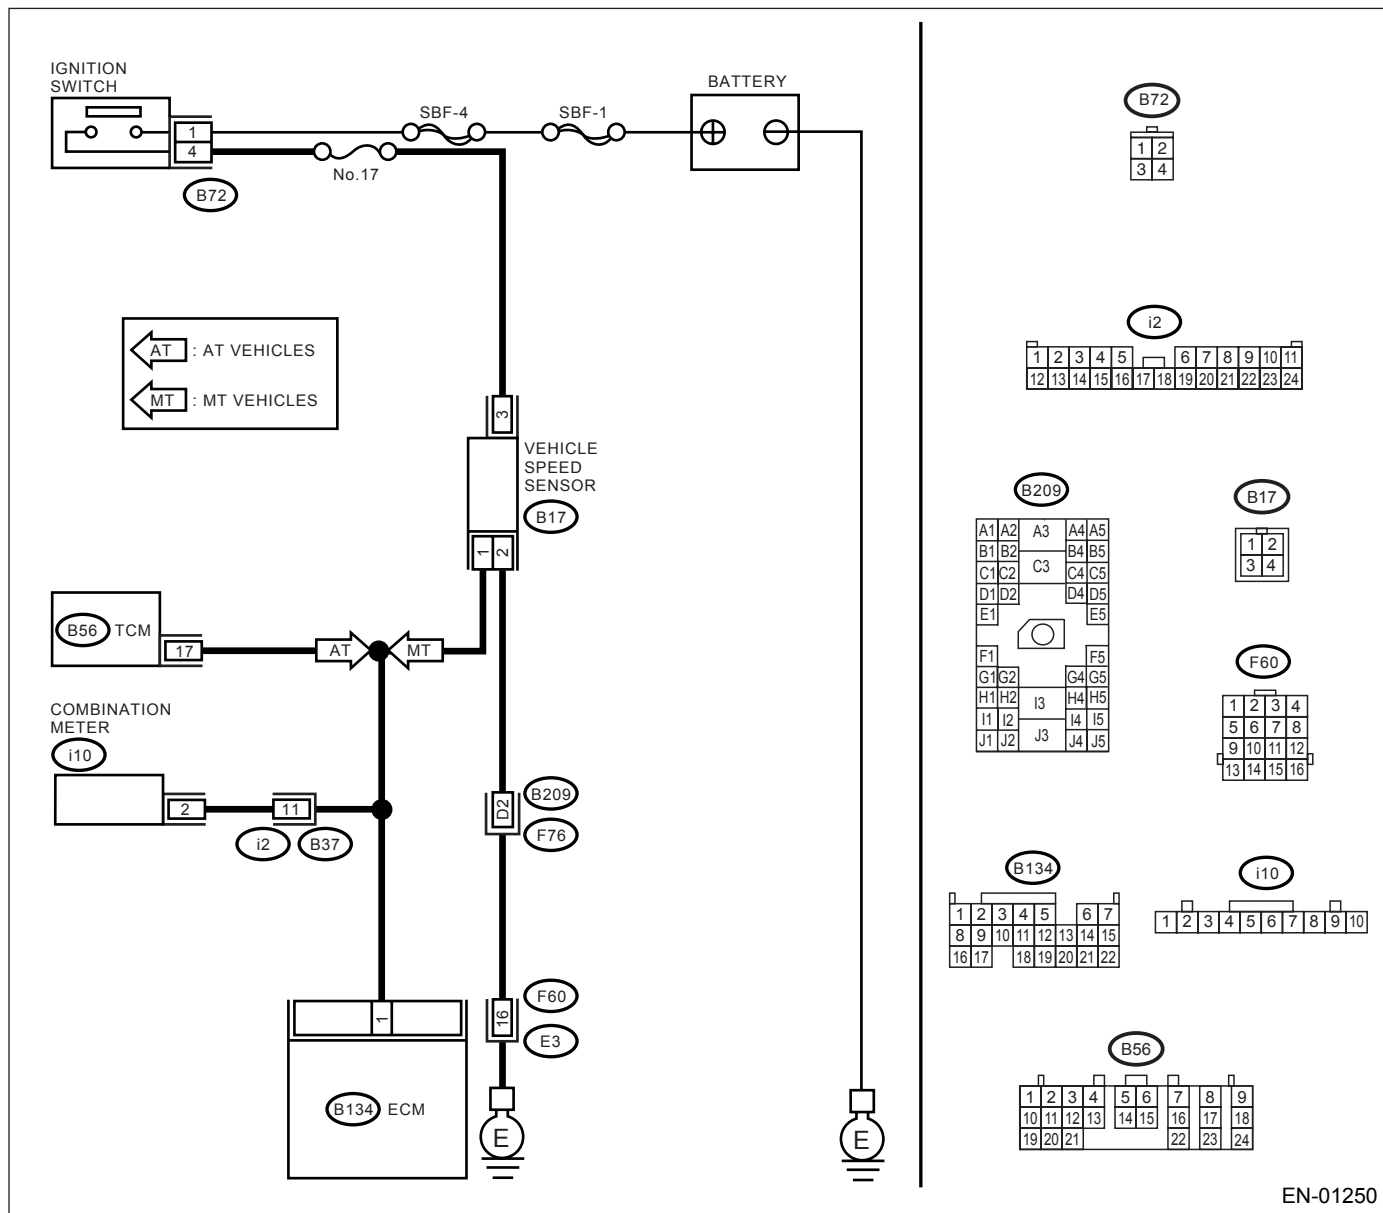 IGNITION
SWITCH
1
4
B72
SBF-4
SBF-1
No.17
BATTERY
AT : AT VEHICLES
MT : MT VEHICLES
3
VEHICLE
SPEED
SENSOR
B17
1 2
B56 TCM
17
AT
MT
COMBINATION
METER
i10
2
11
i2
B37
D2
B209
F76
16
F60
E3
1
B134 ECM
E
E
B72
1 2
3 4
i2
1 2 3 4 5 6 7 8 9 10 11
12 13 14 15 16 17 18 19 20 21 22 23 24
B209
A1 A2 A3 A4 A5
B1 B2 B4 B5
C1 C2 C3 C4 C5
D1 D2 D4 D5
E1 E5
F1 F5
G1 G2 G4 G5
H1 H2 I3 H4 H5
I1 I2 I4 I5
J1 J2 J3 J4 J5
B17
1 2
3 4
F60
1 2 3 4
5 6 7 8
9 10 11 12
13 14 15 16
B134
1 2 3 4 5 6 7
8 9 10 11 12 13 14 15
16 17 18 19 20 21 22
i10
1 2 3 4 5 6 7 8 9 10
B56
1 2 3 4 5 6 7 8 9
10 11 12 13 14 15 16 17 18
19 20 21 22 23 24
EN-01250